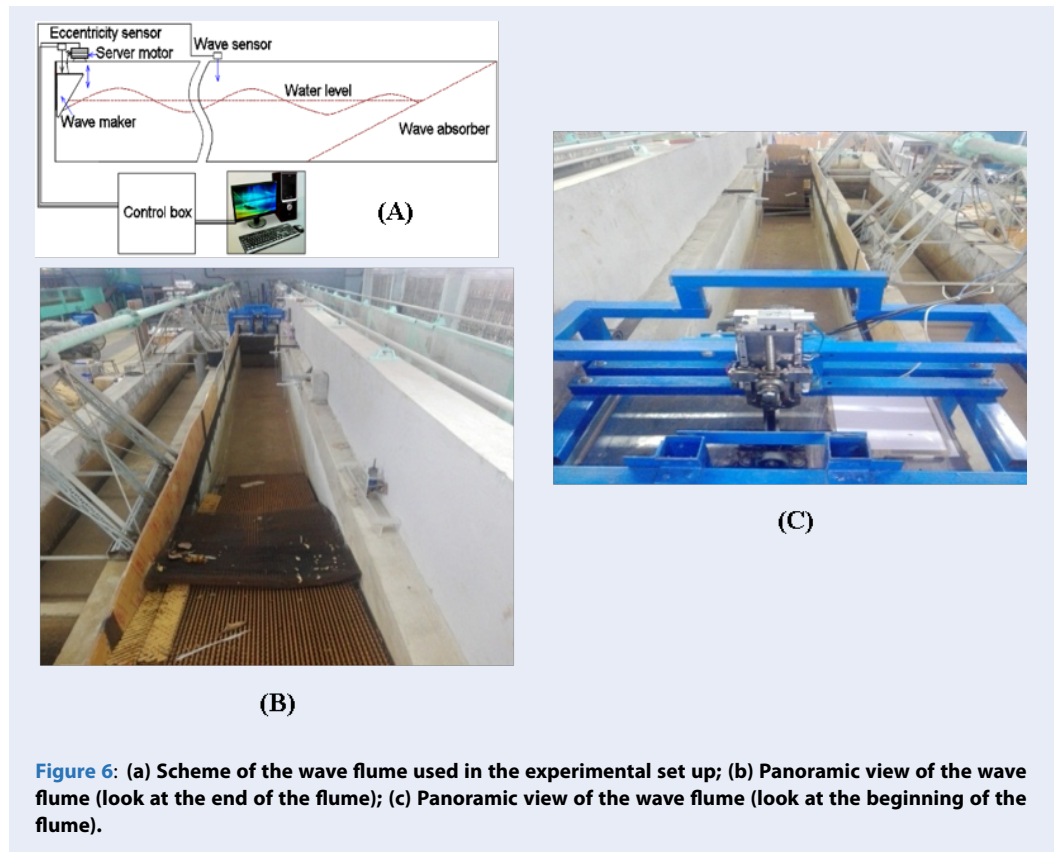 Eccentricity sensor
Server motor
Wave sensor
Water level
Wave maker
Wave absorber
Control box
(A)
(B)
(C)
Figure 6: (a) Scheme of the wave flume used in the experimental set up; (b) Panoramic view of the wave
flume (look at the end of the flume); (c) Panoramic view of the wave flume (look at the beginning of the
flume).